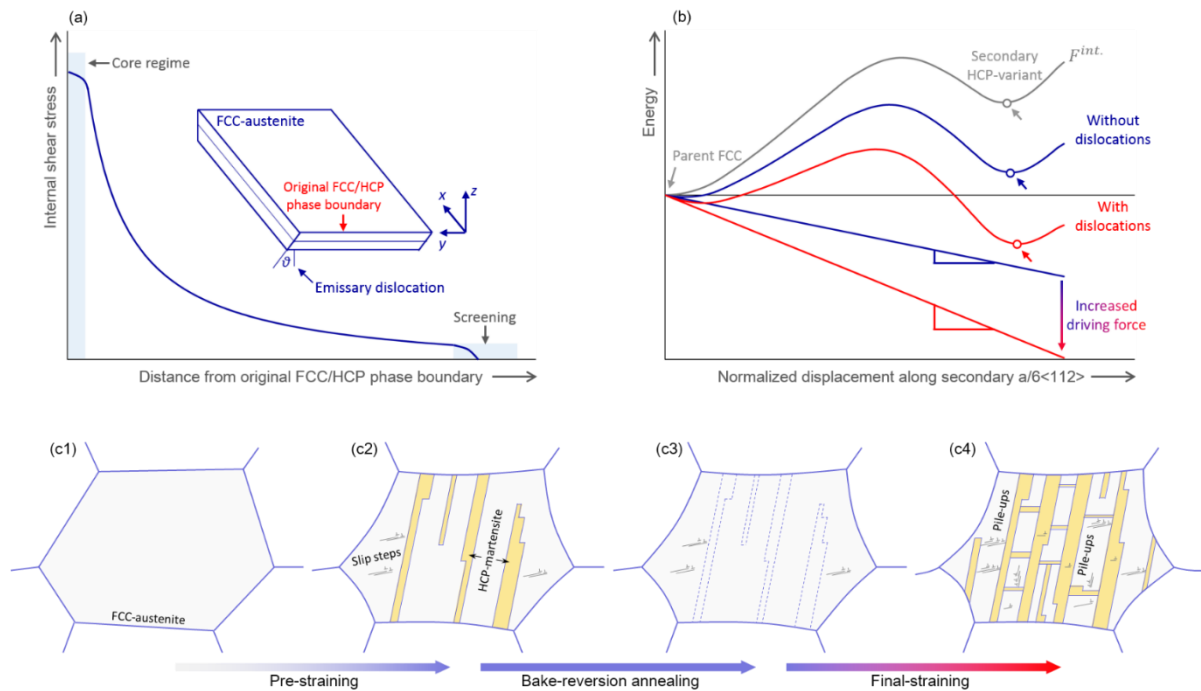 (a)
Internal shear stress
Core regime
FCC-austenite
Original FCC/HCP
phase boundary
x
z
y
ϑ
Emissary dislocation
Screening
Distance from original FCC/HCP phase boundary
(b)
Energy
Secondary
HCP-variant
F^int.
Without
dislocations
Parent FCC
With
dislocations
Increased
driving force
Normalized displacement along secondary a/6<112>
(c1)
FCC-austenite
(c2)
Slip steps
HCP-martensite
(c3)
(c4)
Pile-ups
Pile-ups
Pre-straining
Bake-reversion annealing
Final-straining